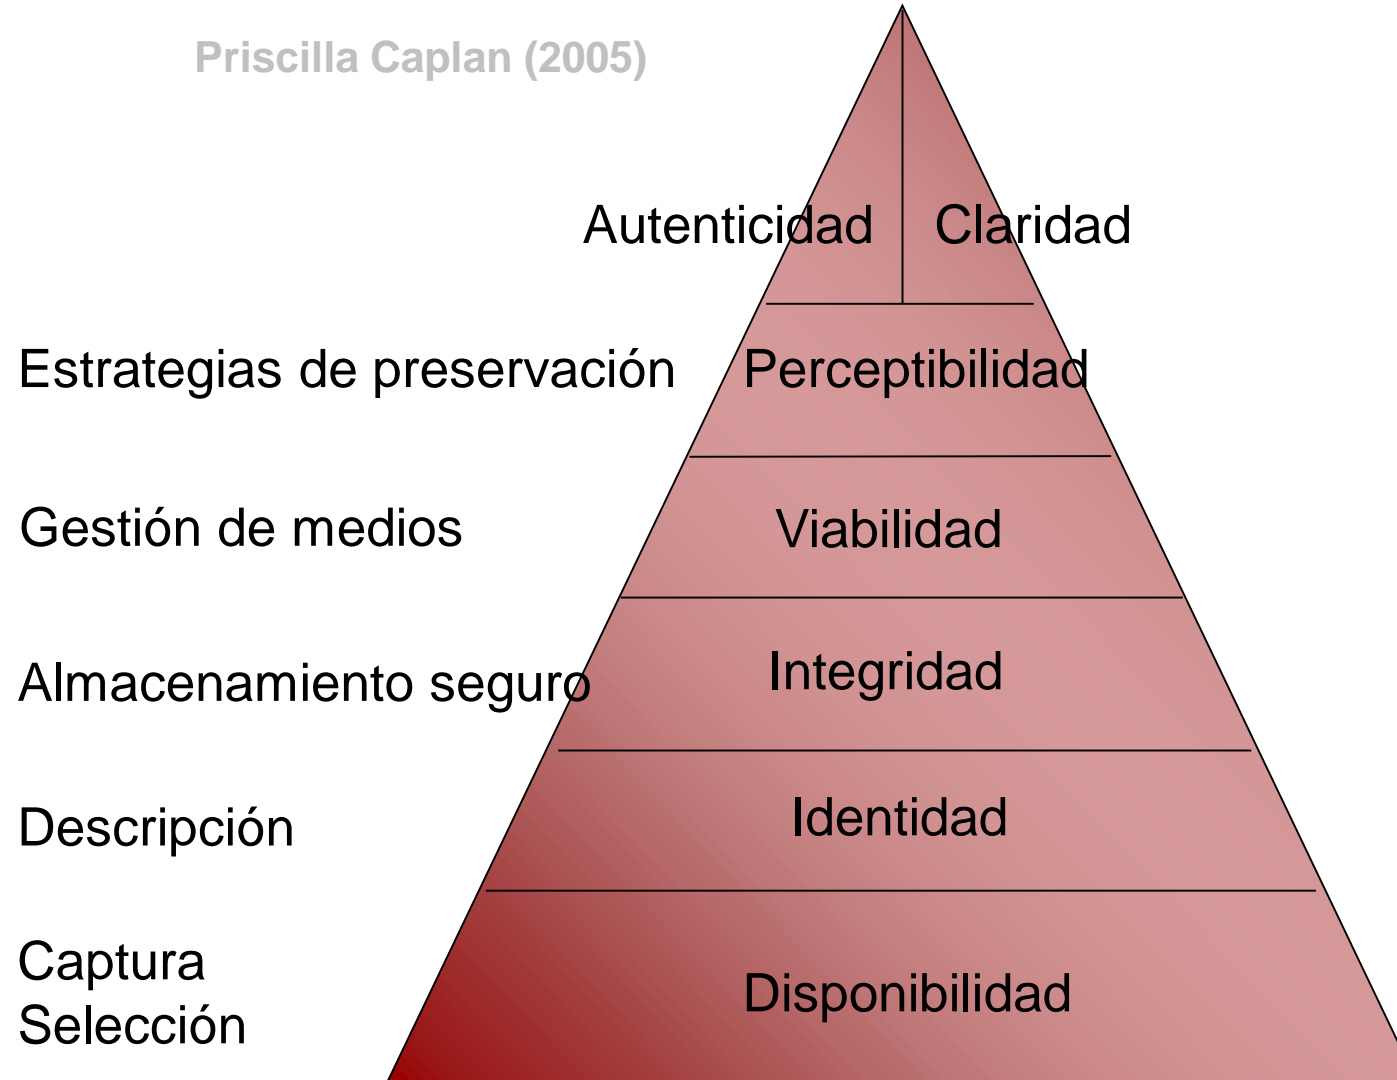 Priscilla Caplan (2005)
Autenticidad Claridad
Estrategias de preservación Perceptibilidad
Gestión de medios Viabilidad
Almacenamiento seguro Integridad
Descripción Identidad
Captura
Selección Disponibilidad